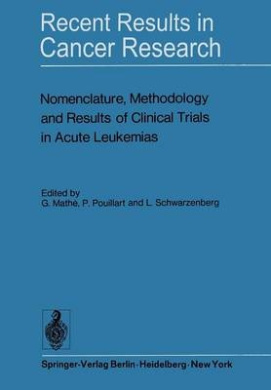 Recent Results in
Cancer Research
Nomenclature, Methodology
and Results of Clinical Trials
in Acute Leukemias
Edited by
G. Mathé, P. Pouillart and L. Schwarzenberg
Springer-Verlag Berlin · Heidelberg · New York